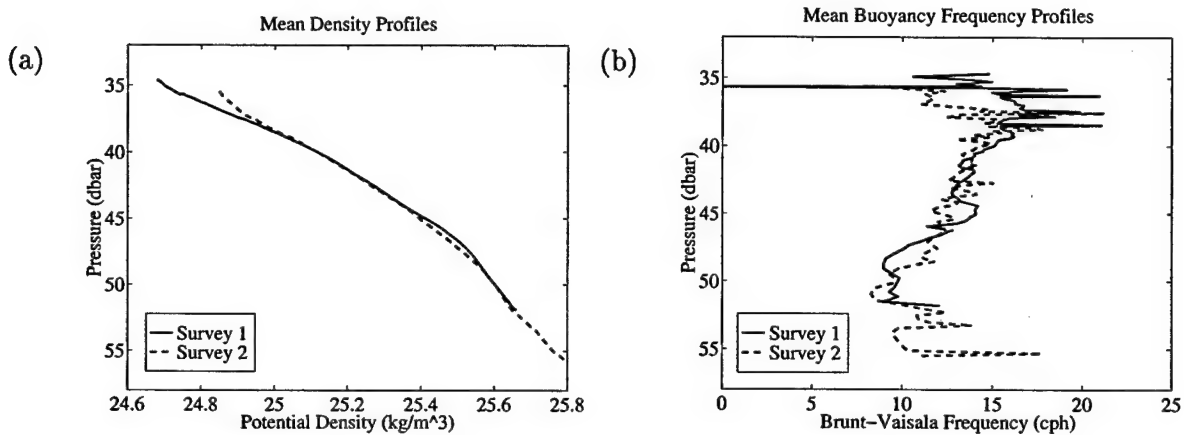 Mean Density Profiles
(a)
35
40
45
50
55
Pressure (dbar)
Survey 1
Survey 2
24.6 24.8 25 25.2 25.4 25.6 25.8
Potential Density (kg/m^3)
Mean Buoyancy Frequency Profiles
(b)
35
40
45
50
55
Pressure (dbar)
Survey 1
Survey 2
0 5 10 15 20 25
Brunt-Vaisala Frequency (cph)